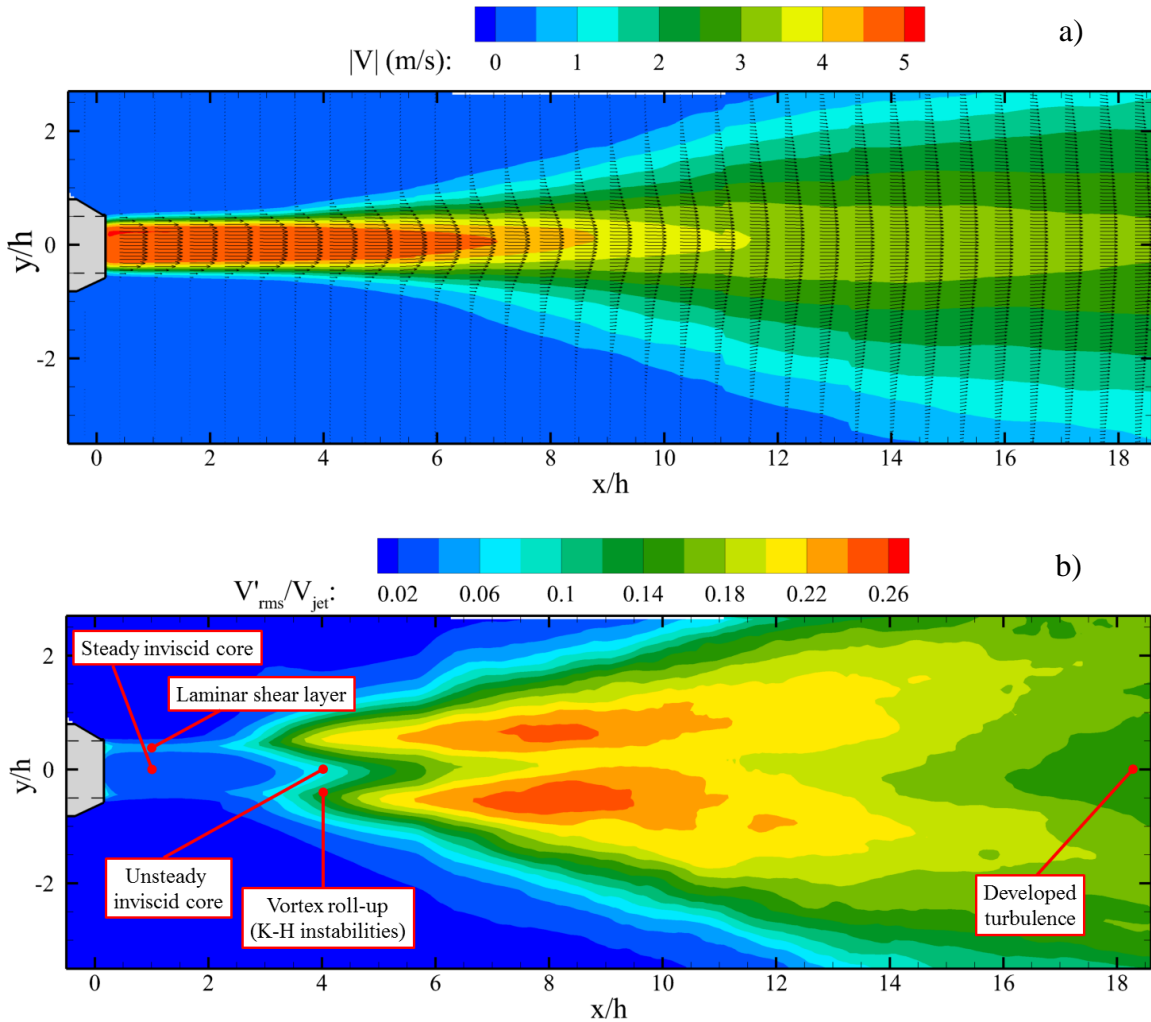 a)
|V| (m/s): 0 1 2 3 4 5
y/h
2
0
-2
0 2 4 6 8 10 12 14 16 18
x/h
b)
V'rms/Vjet: 0.02 0.06 0.1 0.14 0.18 0.22 0.26
Steady inviscid core
Laminar shear layer
y/h
2
0
-2
Unsteady
inviscid core
Vortex roll-up
(K-H instabilities)
Developed
turbulence
0 2 4 6 8 10 12 14 16 18
x/h